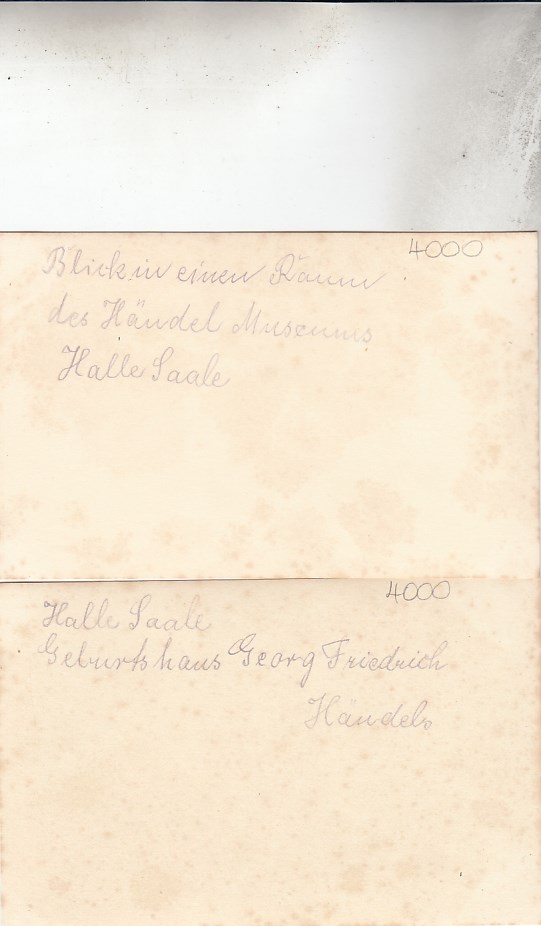 4000
Blick in einen Raum
des Händel Museums
Halle Saale
4000
Halle Saale
Geburtshaus Georg Friedrich
Händels